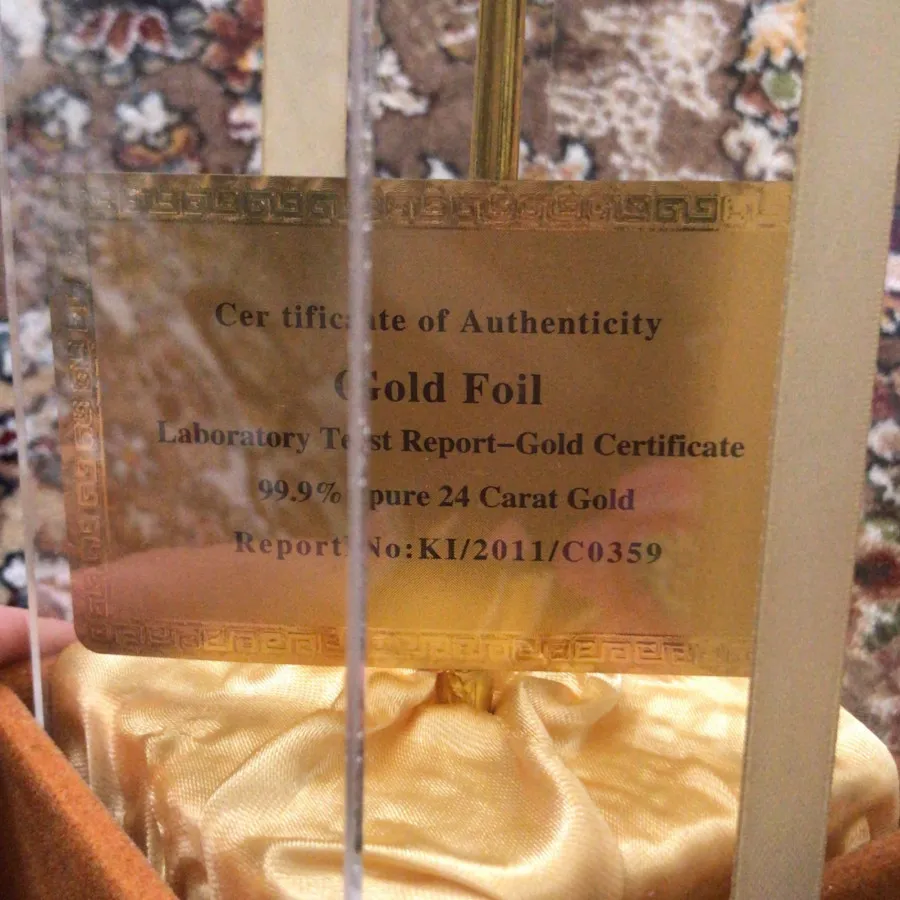 Certificate of Authenticity
Gold Foil
Laboratory Test Report-Gold Certificate
99.9% pure 24 Carat Gold
Report No:KI/2011/C0359